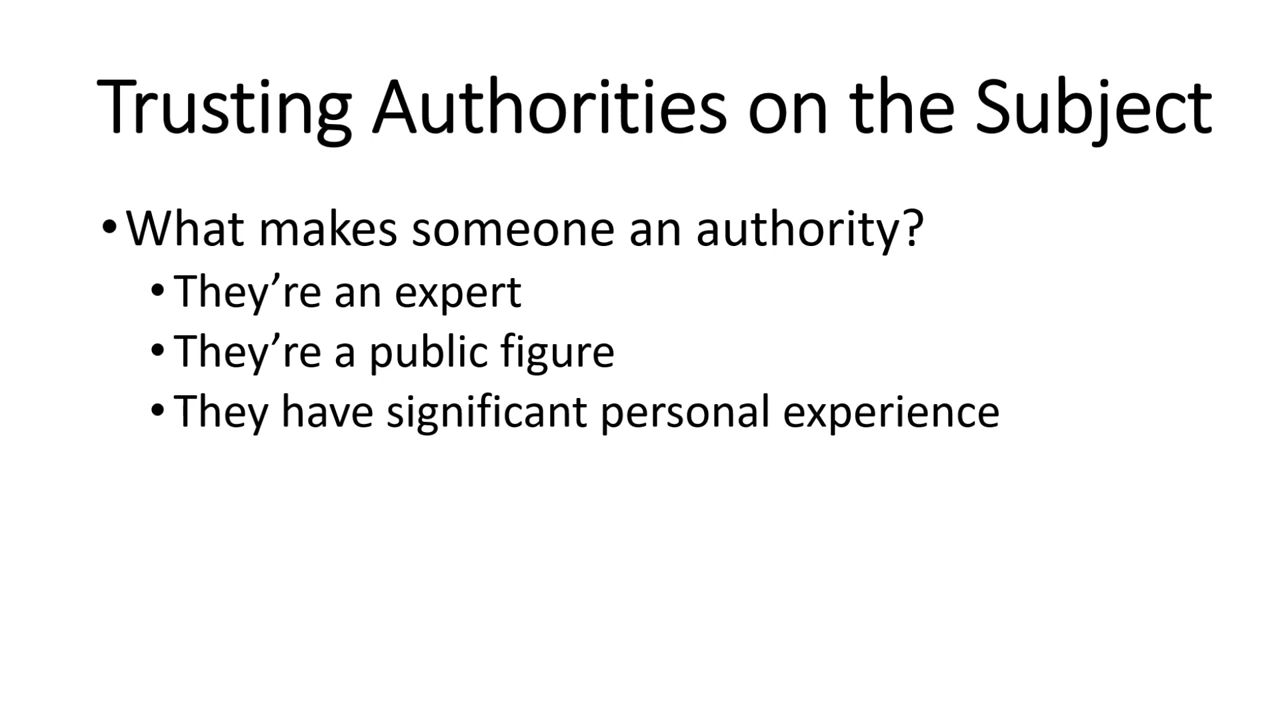 Trusting Authorities on the Subject
•What makes someone an authority?
•They’re an expert
•They’re a public figure
•They have significant personal experience